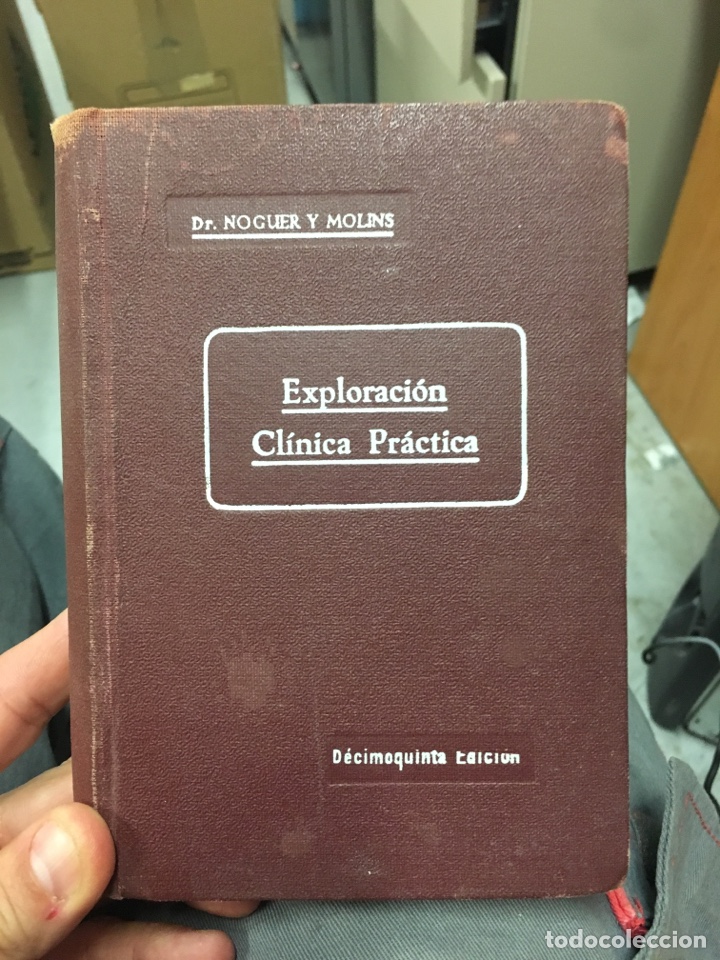 Dr. NOGUER Y MOLINS
Exploración
Clínica Práctica
Décimoquinta Edición
todocoleccion